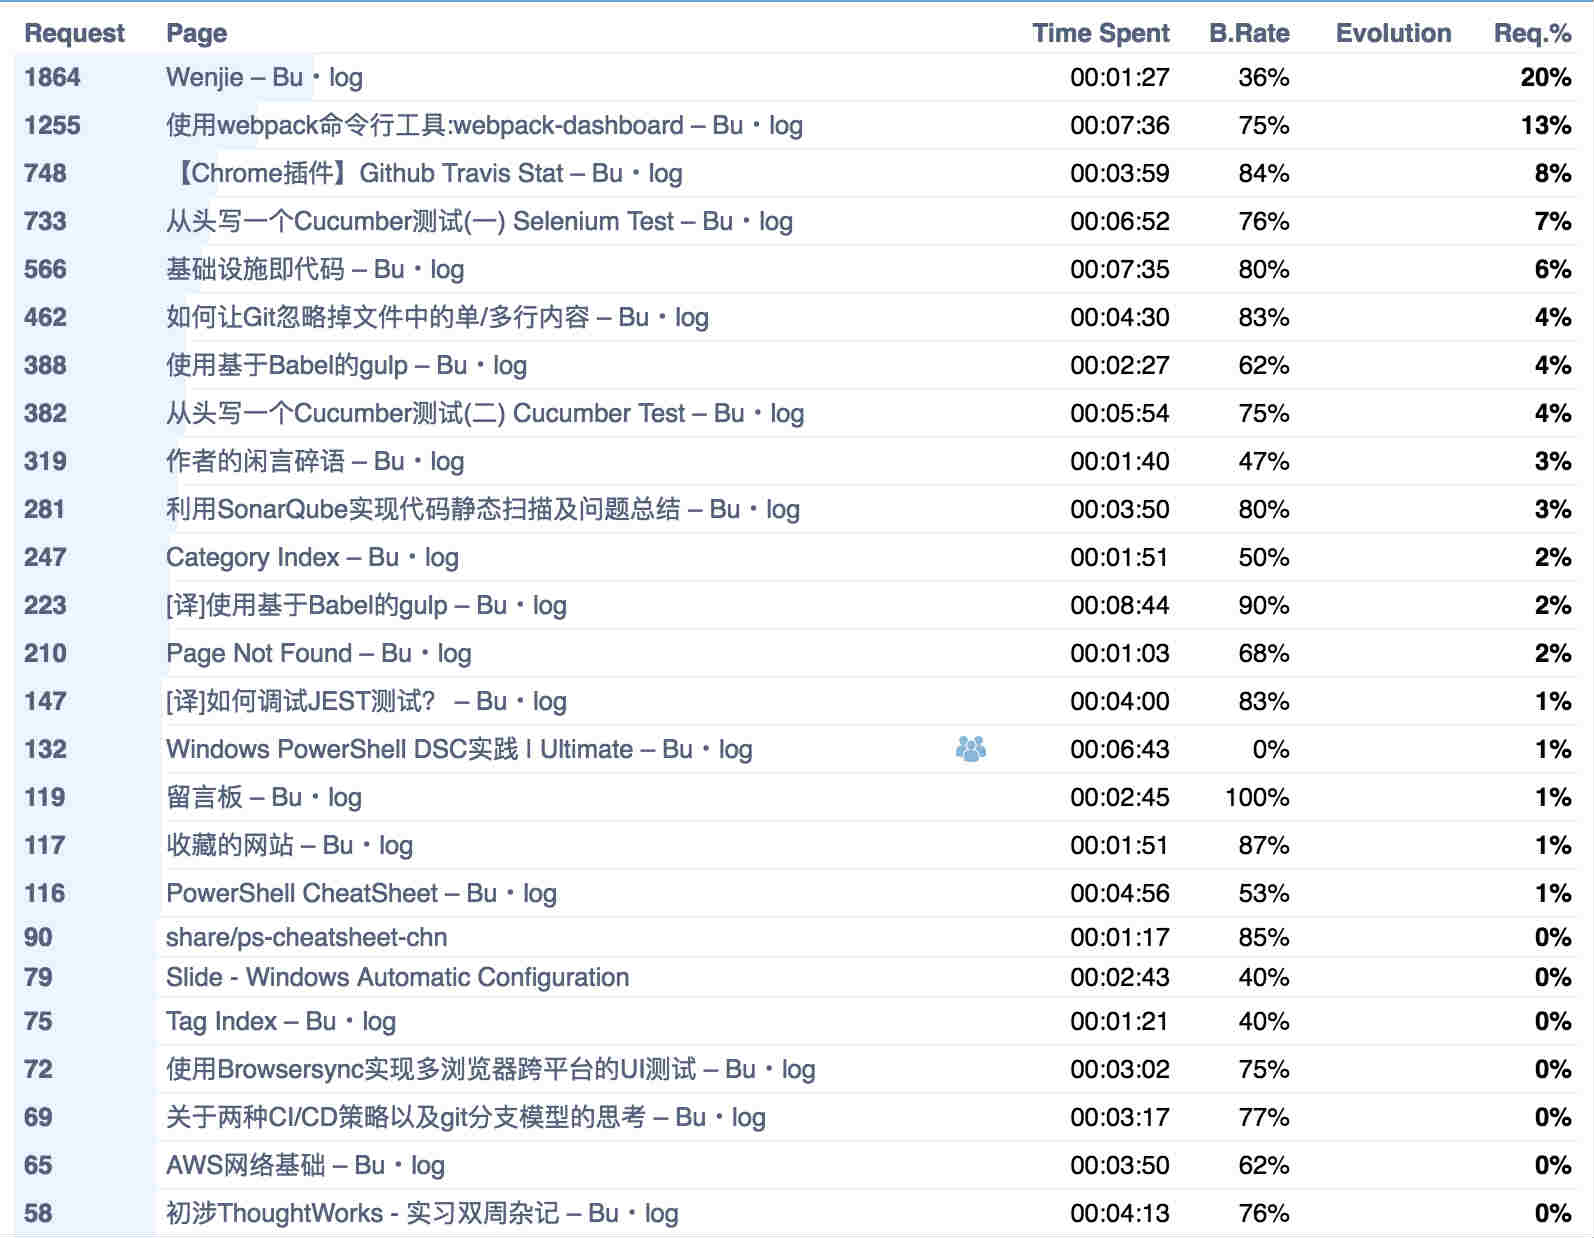 Request Page Time Spent B.Rate Evolution Req.%
1864 Wenjie – Bu • log 00:01:27 36% 20%
1255 使用webpack命令行工具:webpack-dashboard – Bu • log 00:07:36 75% 13%
748 【Chrome插件】Github Travis Stat – Bu • log 00:03:59 84% 8%
733 从头写一个Cucumber测试(一) Selenium Test – Bu • log 00:06:52 76% 7%
566 基础设施即代码 – Bu • log 00:07:35 80% 6%
462 如何让Git忽略掉文件中的单/多行内容 – Bu • log 00:04:30 83% 4%
388 使用基于Babel的gulp – Bu • log 00:02:27 62% 4%
382 从头写一个Cucumber测试(二) Cucumber Test – Bu • log 00:05:54 75% 4%
319 作者的闲言碎语 – Bu • log 00:01:40 47% 3%
281 利用SonarQube实现代码静态扫描及问题总结 – Bu • log 00:03:50 80% 3%
247 Category Index – Bu • log 00:01:51 50% 2%
223 [译]使用基于Babel的gulp – Bu • log 00:08:44 90% 2%
210 Page Not Found – Bu • log 00:01:03 68% 2%
147 [译]如何调试JEST测试？ – Bu • log 00:04:00 83% 1%
132 Windows PowerShell DSC实践 | Ultimate – Bu • log 00:06:43 0% 1%
119 留言板 – Bu • log 00:02:45 100% 1%
117 收藏的网站 – Bu • log 00:01:51 87% 1%
116 PowerShell CheatSheet – Bu • log 00:04:56 53% 1%
90 share/ps-cheatsheet-chn 00:01:17 85% 0%
79 Slide - Windows Automatic Configuration 00:02:43 40% 0%
75 Tag Index – Bu • log 00:01:21 40% 0%
72 使用Browsersync实现多浏览器跨平台的UI测试 – Bu • log 00:03:02 75% 0%
69 关于两种CI/CD策略以及git分支模型的思考 – Bu • log 00:03:17 77% 0%
65 AWS网络基础 – Bu • log 00:03:50 62% 0%
58 初涉ThoughtWorks - 实习双周杂记 – Bu • log 00:04:13 76% 0%